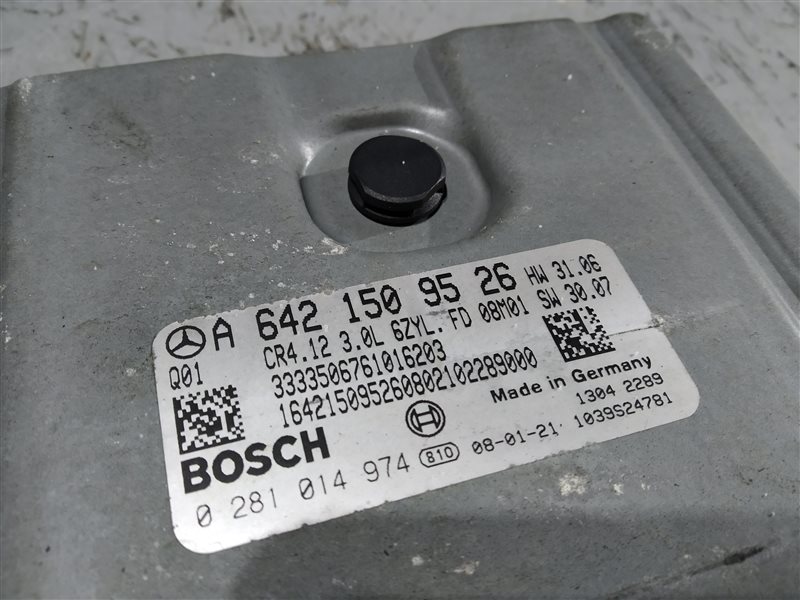 A 642 150 95 26 HW 31.06
Q01 CR4.12 3.0L 6ZYL. FD 08M01 SW 30.07
3333506761016203
164215095260802102289000
BOSCH Made in Germany
1304 2289
0 281 014 974 810 08-01-21 1039S24781